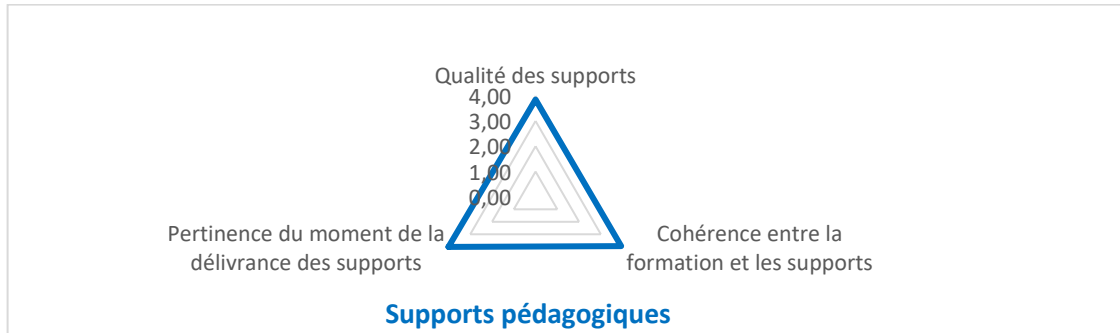 Qualité des supports
4,00
3,00
2,00
1,00
0,00
Pertinence du moment de la
délivrance des supports
Cohérence entre la
formation et les supports
Supports pédagogiques